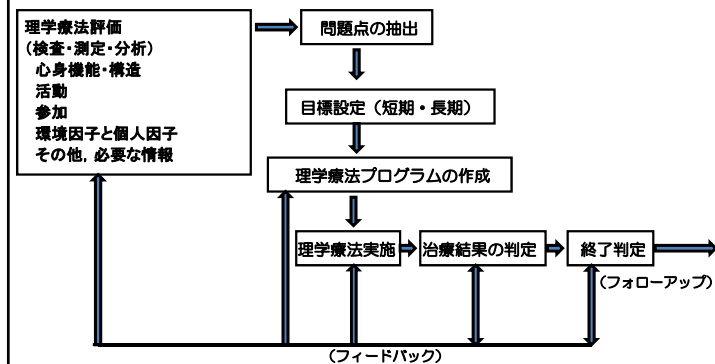 理学療法評価
(検査・測定・分析)
心身機能・構造
活動
参加
環境因子と個人因子
その他, 必要な情報
問題点の抽出
目標設定（短期・長期）
理学療法プログラムの作成
理学療法実施
治療結果の判定
終了判定
(フォローアップ)
(フィードバック)